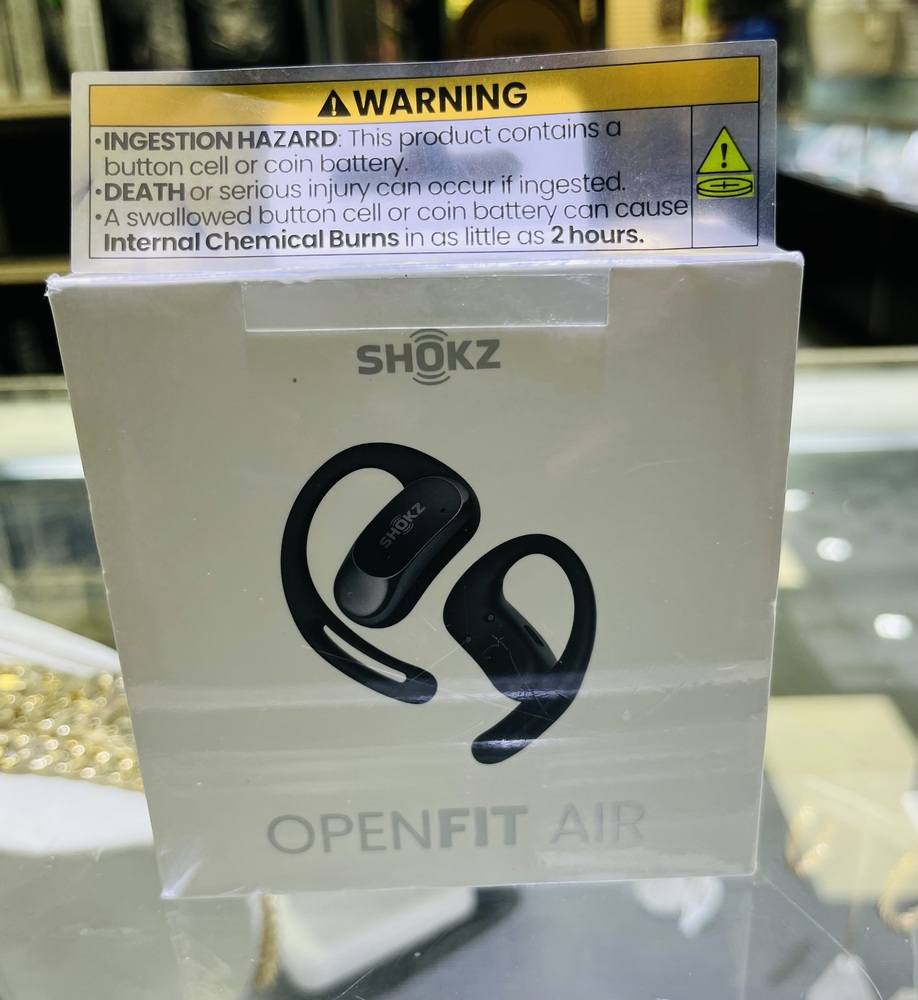 ⚠WARNING
•INGESTION HAZARD: This product contains a
button cell or coin battery.
•DEATH or serious injury can occur if ingested.
•A swallowed button cell or coin battery can cause
Internal Chemical Burns in as little as 2 hours.
SHOKZ
SHOKZ
OPENFIT AIR